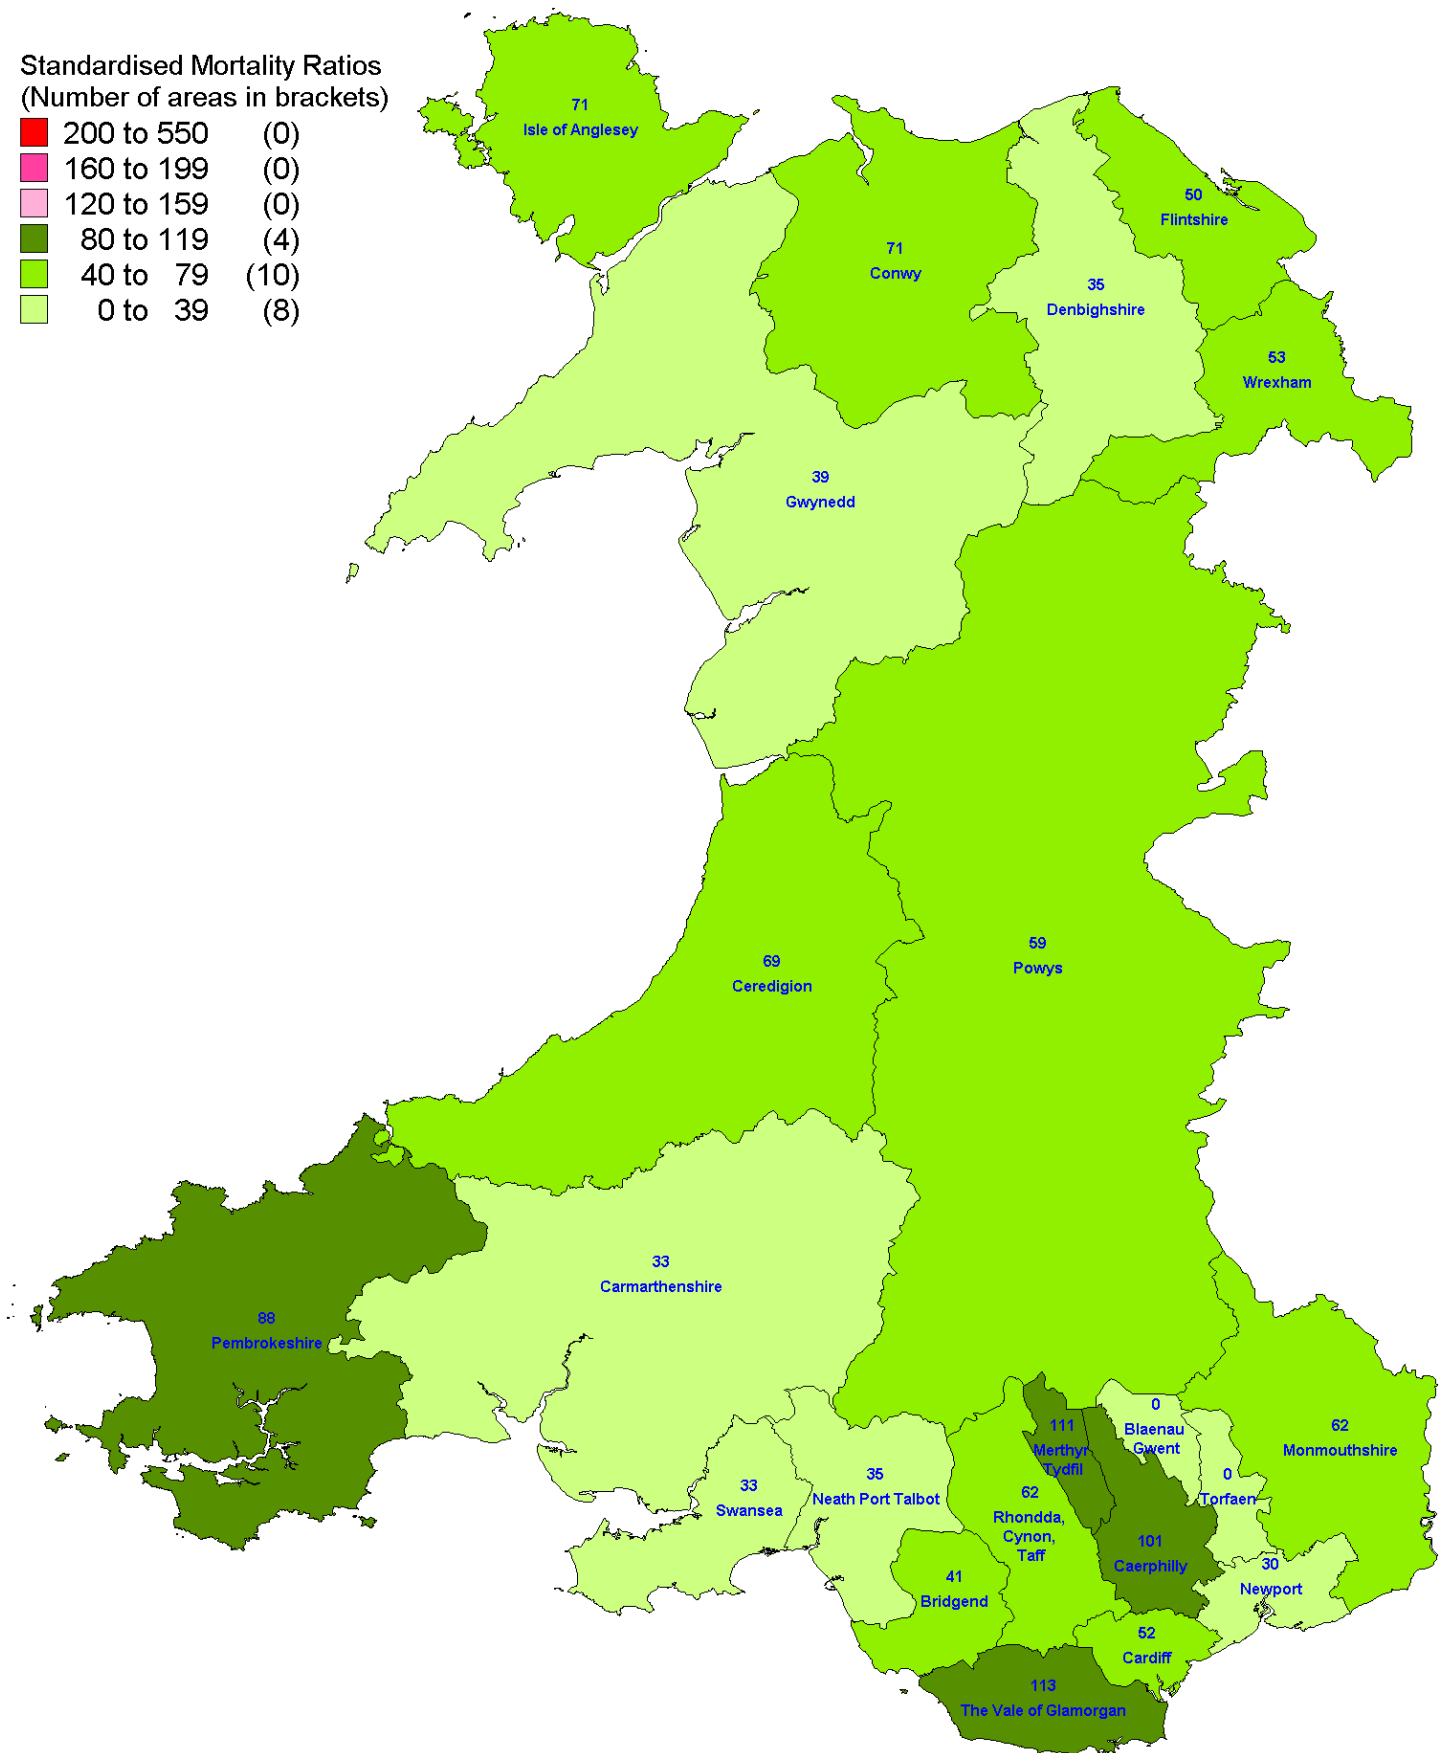 Standardised Mortality Ratios
(Number of areas in brackets)
200 to 550 (0)
160 to 199 (0)
120 to 159 (0)
80 to 119 (4)
40 to 79 (10)
0 to 39 (8)
71
Isle of Anglesey
50
Flintshire
71
Conwy
35
Denbighshire
53
Wrexham
39
Gwynedd
59
Powys
69
Ceredigion
33
Carmarthenshire
88
Pembrokeshire
0
Blaenau
Gwent
111
Merthyr
Tydfil
62
Monmouthshire
0
Torfaen
35
Neath Port Talbot
33
Swansea
62
Rhondda,
Cynon,
Taff
101
Caerphilly
30
Newport
41
Bridgend
52
Cardiff
113
The Vale of Glamorgan